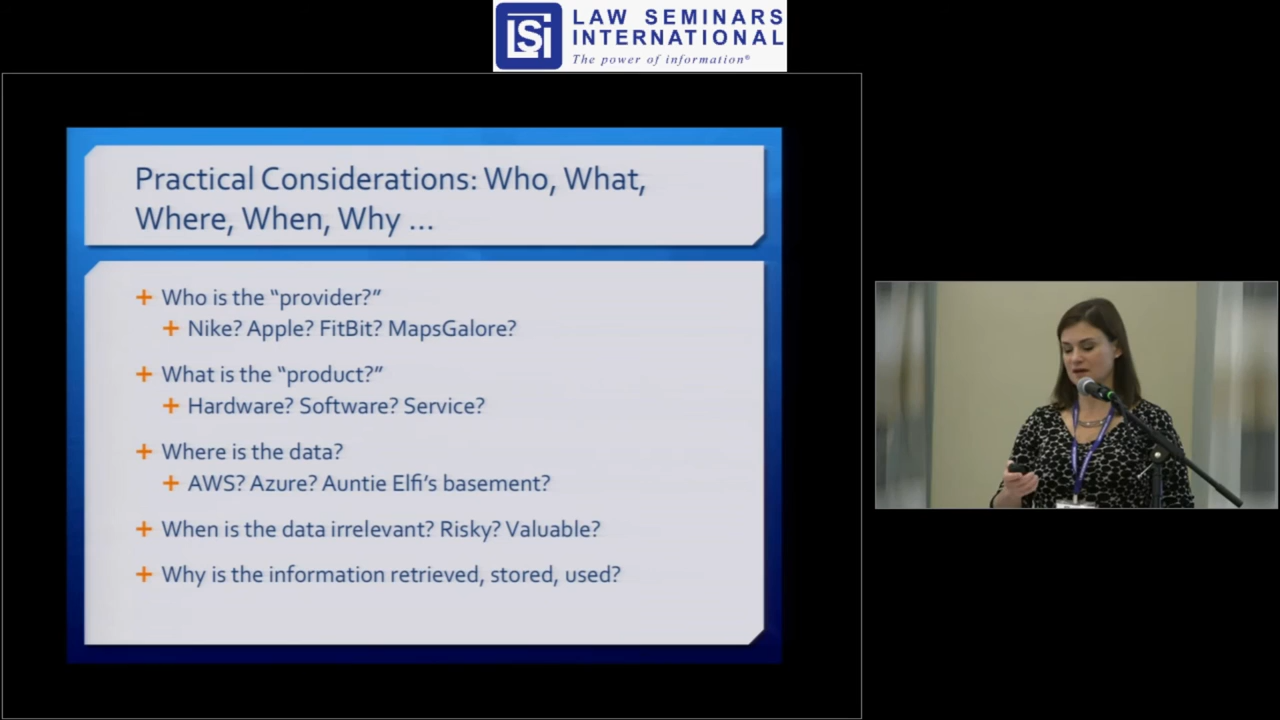 LAW SEMINARS
INTERNATIONAL
LSi
The power of information®
Practical Considerations: Who, What,
Where, When, Why ...
Who is the “provider?”
Nike? Apple? FitBit? MapsGalore?
What is the “product?”
Hardware? Software? Service?
Where is the data?
AWS? Azure? Auntie Elfi’s basement?
When is the data irrelevant? Risky? Valuable?
Why is the information retrieved, stored, used?